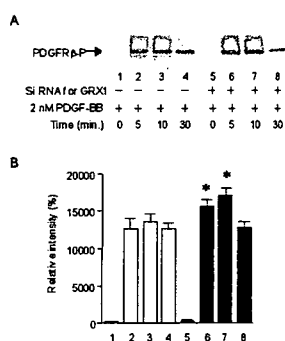 A
PDGFRβ-P
1 2 3 4 5 6 7 8
Si RNA for GRX1 − − − − + + + +
2 nM PDGF-BB + + + + + + + +
Time (min.) 0 5 10 30 0 5 10 30
B
Relative intensity (%)
20000
15000
10000
5000
0
* *
1 2 3 4 5 6 7 8